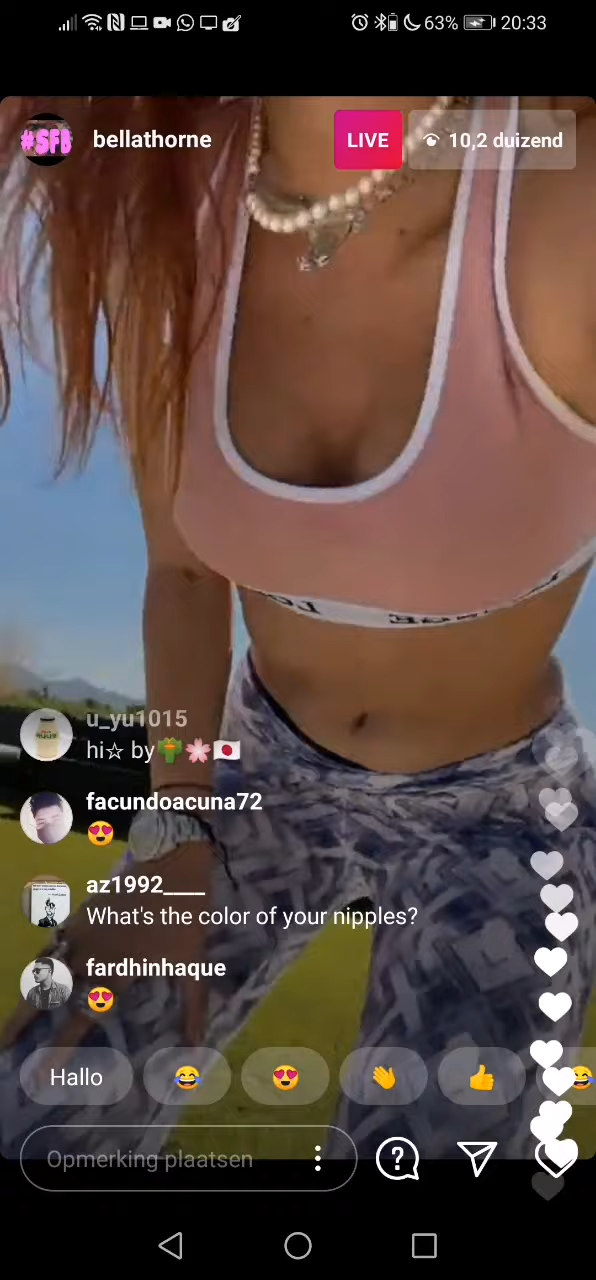 63% 20:33
#SFB bellathorne LIVE 10,2 duizend
u_yu1015
hi☆ by🎋🌸🇯🇵
facundoacuna72
😍
az1992____
What's the color of your nipples?
fardhinhaque
😍
Hallo 😂 😍 👋 👍 😂
Opmerking plaatsen